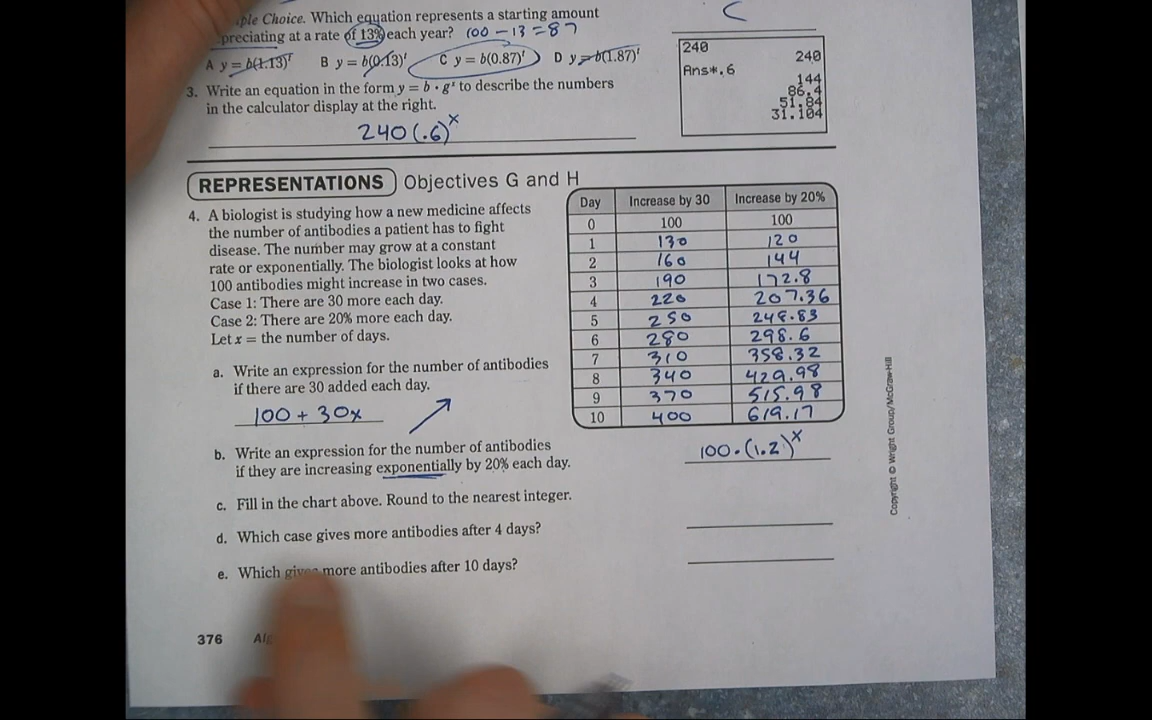 ple Choice. Which equation represents a starting amount
preciating at a rate of 13% each year? 100 - 13 = 87
C
A y = b(1.13)ᵗ B y = b(0.13)ᵗ C y = b(0.87)ᵗ D y = b(1.87)ᵗ
3. Write an equation in the form y = b · gˣ to describe the numbers
in the calculator display at the right.
240(.6)ˣ
240
240
Ans*.6
144
86.4
51.84
31.104
REPRESENTATIONS Objectives G and H
4. A biologist is studying how a new medicine affects
the number of antibodies a patient has to fight
disease. The number may grow at a constant
rate or exponentially. The biologist looks at how
100 antibodies might increase in two cases.
Case 1: There are 30 more each day.
Case 2: There are 20% more each day.
Let x = the number of days.
Day Increase by 30 Increase by 20%
0 100 100
1 130 120
2 160 144
3 190 172.8
4 220 207.36
5 250 248.83
6 280 298.6
7 310 358.32
8 340 429.98
9 370 515.98
10 400 619.17
a. Write an expression for the number of antibodies
if there are 30 added each day.
100 + 30x
b. Write an expression for the number of antibodies
if they are increasing exponentially by 20% each day.
100 · (1.2)ˣ
c. Fill in the chart above. Round to the nearest integer.
d. Which case gives more antibodies after 4 days?
e. Which gives more antibodies after 10 days?
376
Copyright © Wright Group/McGraw-Hill